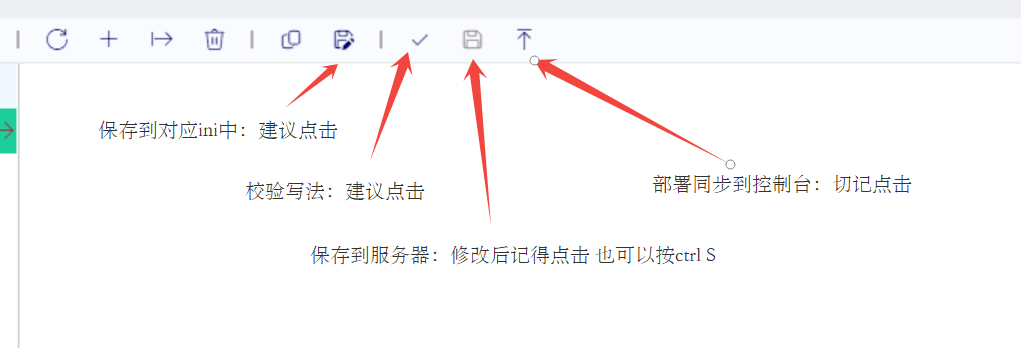 保存到对应ini中：建议点击
校验写法：建议点击
部署同步到控制台：切记点击
保存到服务器：修改后记得点击 也可以按ctrl S